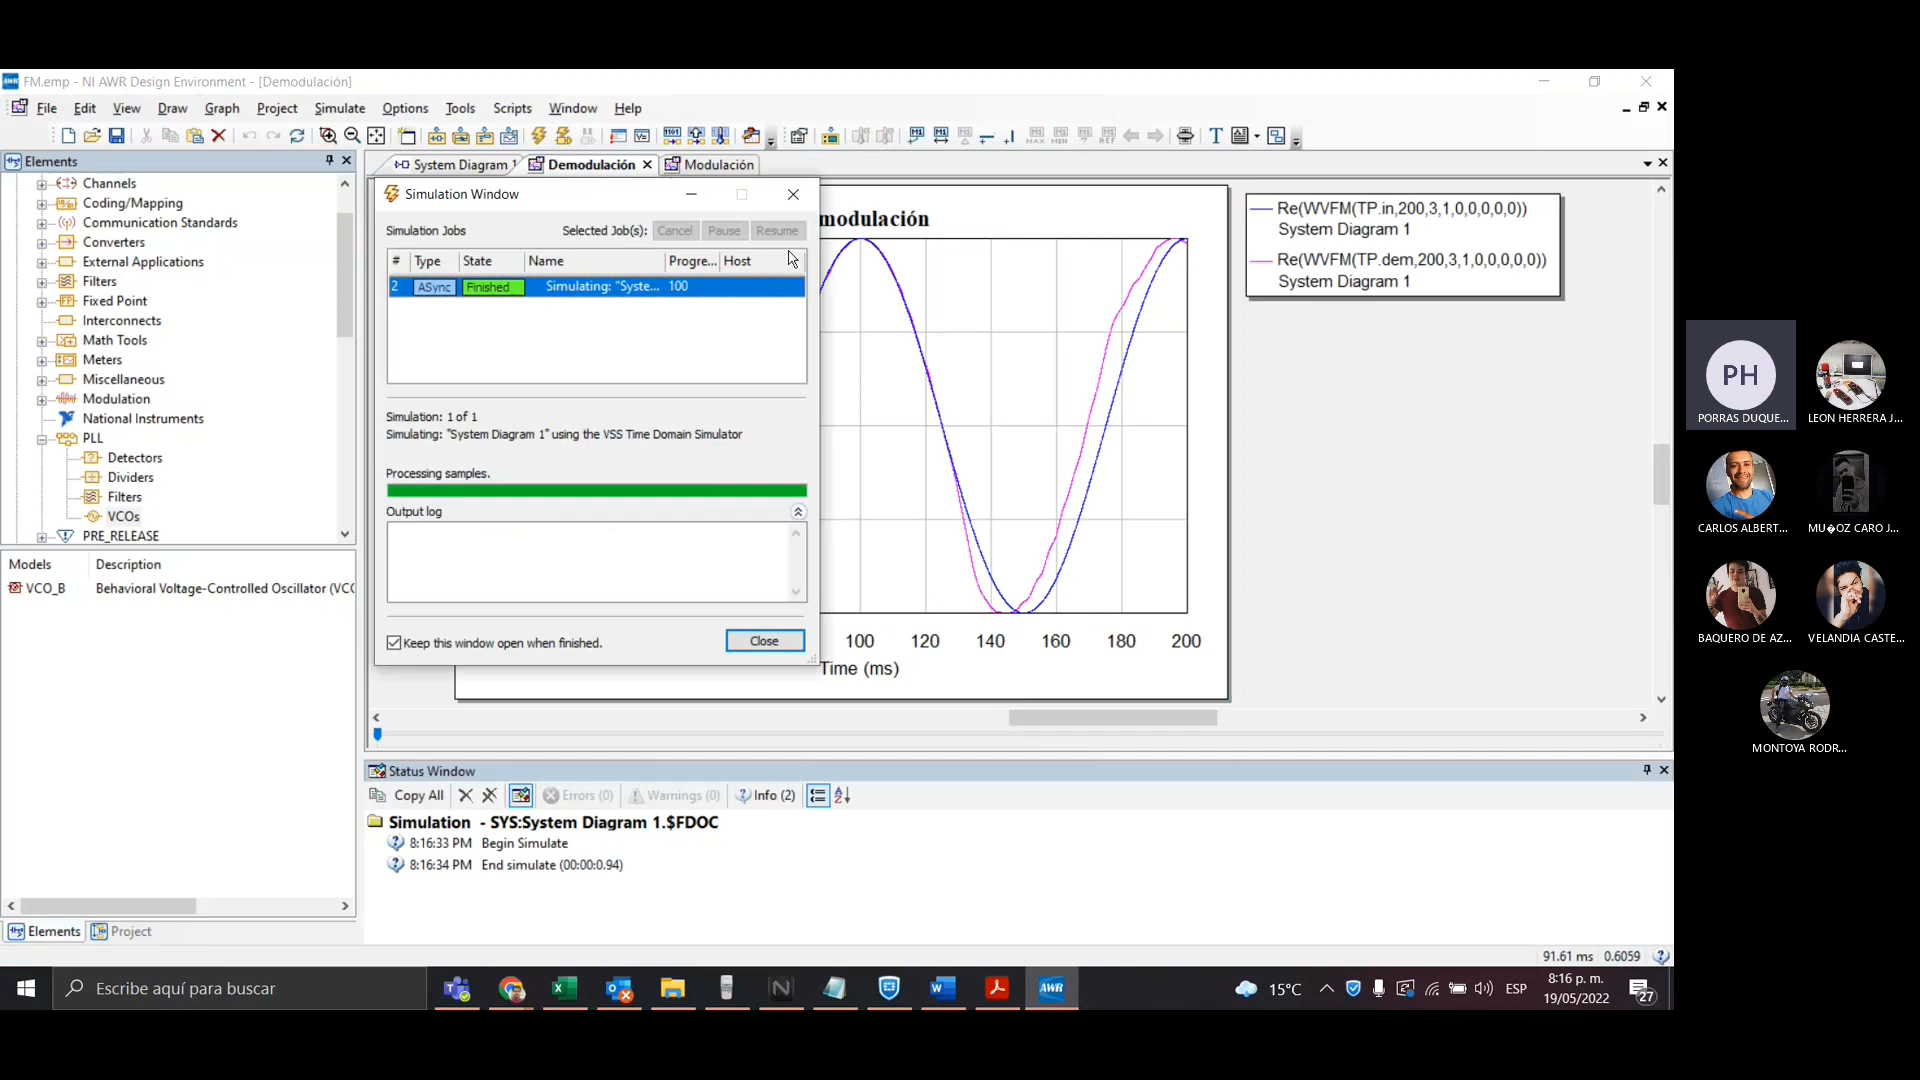 FM.emp - NI AWR Design Environment - [Demodulación]
File Edit View Draw Graph Project Simulate Options Tools Scripts Window Help
Elements
Channels
Coding/Mapping
Communication Standards
Converters
External Applications
Filters
Fixed Point
Interconnects
Math Tools
Meters
Miscellaneous
Modulation
National Instruments
PLL
Detectors
Dividers
Filters
VCOs
PRE_RELEASE
Models Description
VCO_B Behavioral Voltage-Controlled Oscillator (VCC
Elements Project
System Diagram 1 Demodulación Modulación
Simulation Window
Simulation Jobs Selected Job(s): Cancel Pause Resume
# Type State Name Progre... Host
2 ASync Finished Simulating: "Syste... 100
Simulation: 1 of 1
Simulating: "System Diagram 1" using the VSS Time Domain Simulator
Processing samples.
Output log
Keep this window open when finished.
Close
modulación
100 120 140 160 180 200
Time (ms)
Re(WVFM(TP.in,200,3,1,0,0,0,0,0))
System Diagram 1
Re(WVFM(TP.dem,200,3,1,0,0,0,0,0))
System Diagram 1
Status Window
Copy All Errors (0) Warnings (0) Info (2)
Simulation - SYS:System Diagram 1.$FDOC
8:16:33 PM Begin Simulate
8:16:34 PM End simulate (00:00:0.94)
91.61 ms 0.6059
Escribe aquí para buscar
AWR
15°C
ESP
8:16 p. m.
19/05/2022
27
PH
PORRAS DUQUE...
LEON HERRERA J...
CARLOS ALBERT...
MU�OZ CARO J...
BAQUERO DE AZ...
VELANDIA CASTE...
MONTOYA RODR...